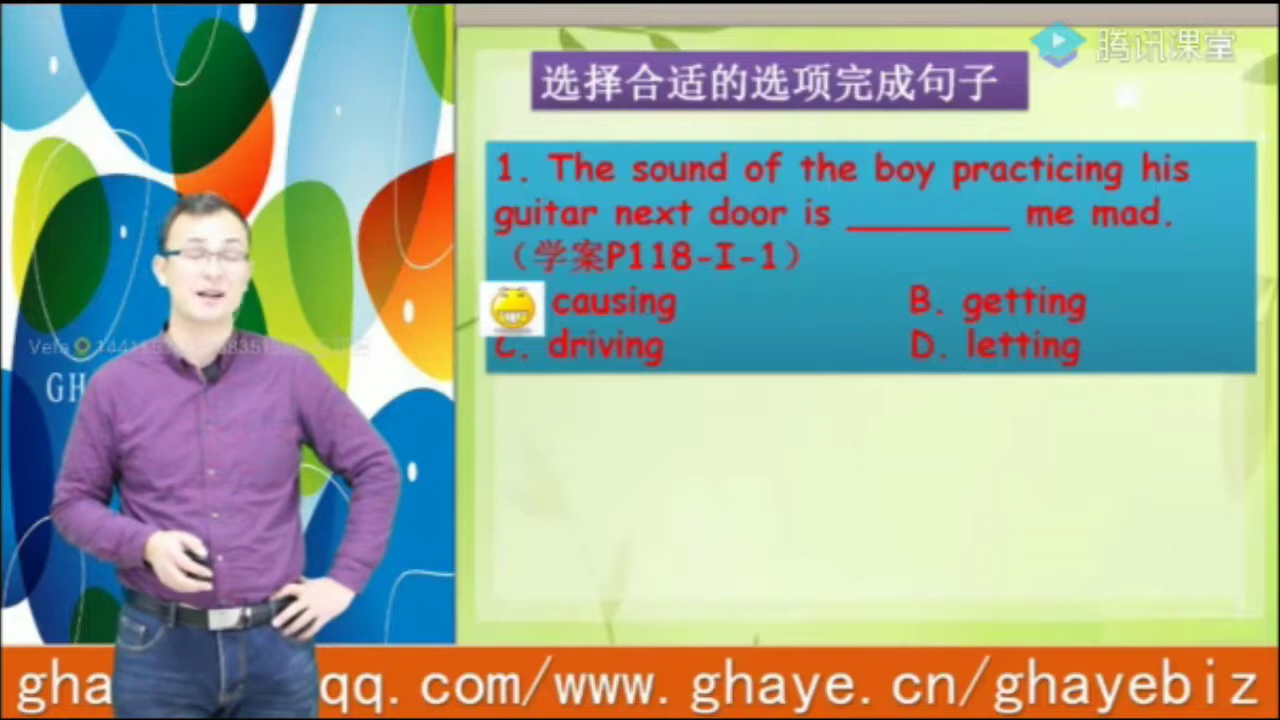 腾讯课堂
选择合适的选项完成句子
1. The sound of the boy practicing his
guitar next door is ________ me mad.
（学案P118-I-1）
causing B. getting
C. driving D. letting
GH
gha qq. com/www. ghaye. cn/ghayebiz